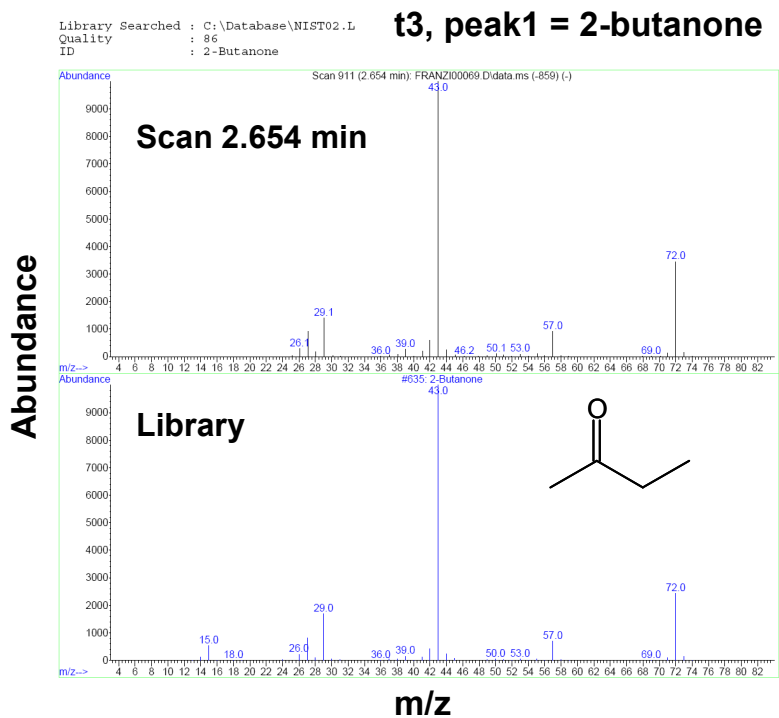 Library Searched : C:\Database\NIST02.L
Quality : 86
ID : 2-Butanone
t3, peak1 = 2-butanone
Abundance
Scan 911 (2.654 min): FRANZI00069.D\data.ms (-859) (-)
43.0
9000
Scan 2.654 min
8000
7000
6000
5000
4000
72.0
3000
2000
29.1
1000
57.0
26.1
36.0 39.0 46.2 50.1 53.0 69.0
0
m/z--> 4 6 8 10 12 14 16 18 20 22 24 26 28 30 32 34 36 38 40 42 44 46 48 50 52 54 56 58 60 62 64 66 68 70 72 74 76 78 80 82
Abundance
#635: 2-Butanone
43.0
9000
Library
O
8000
7000
6000
5000
4000
3000
72.0
2000
29.0
1000
15.0 57.0
18.0 26.0 36.0 39.0 50.0 53.0 69.0
0
m/z--> 4 6 8 10 12 14 16 18 20 22 24 26 28 30 32 34 36 38 40 42 44 46 48 50 52 54 56 58 60 62 64 66 68 70 72 74 76 78 80 82
Abundance
m/z